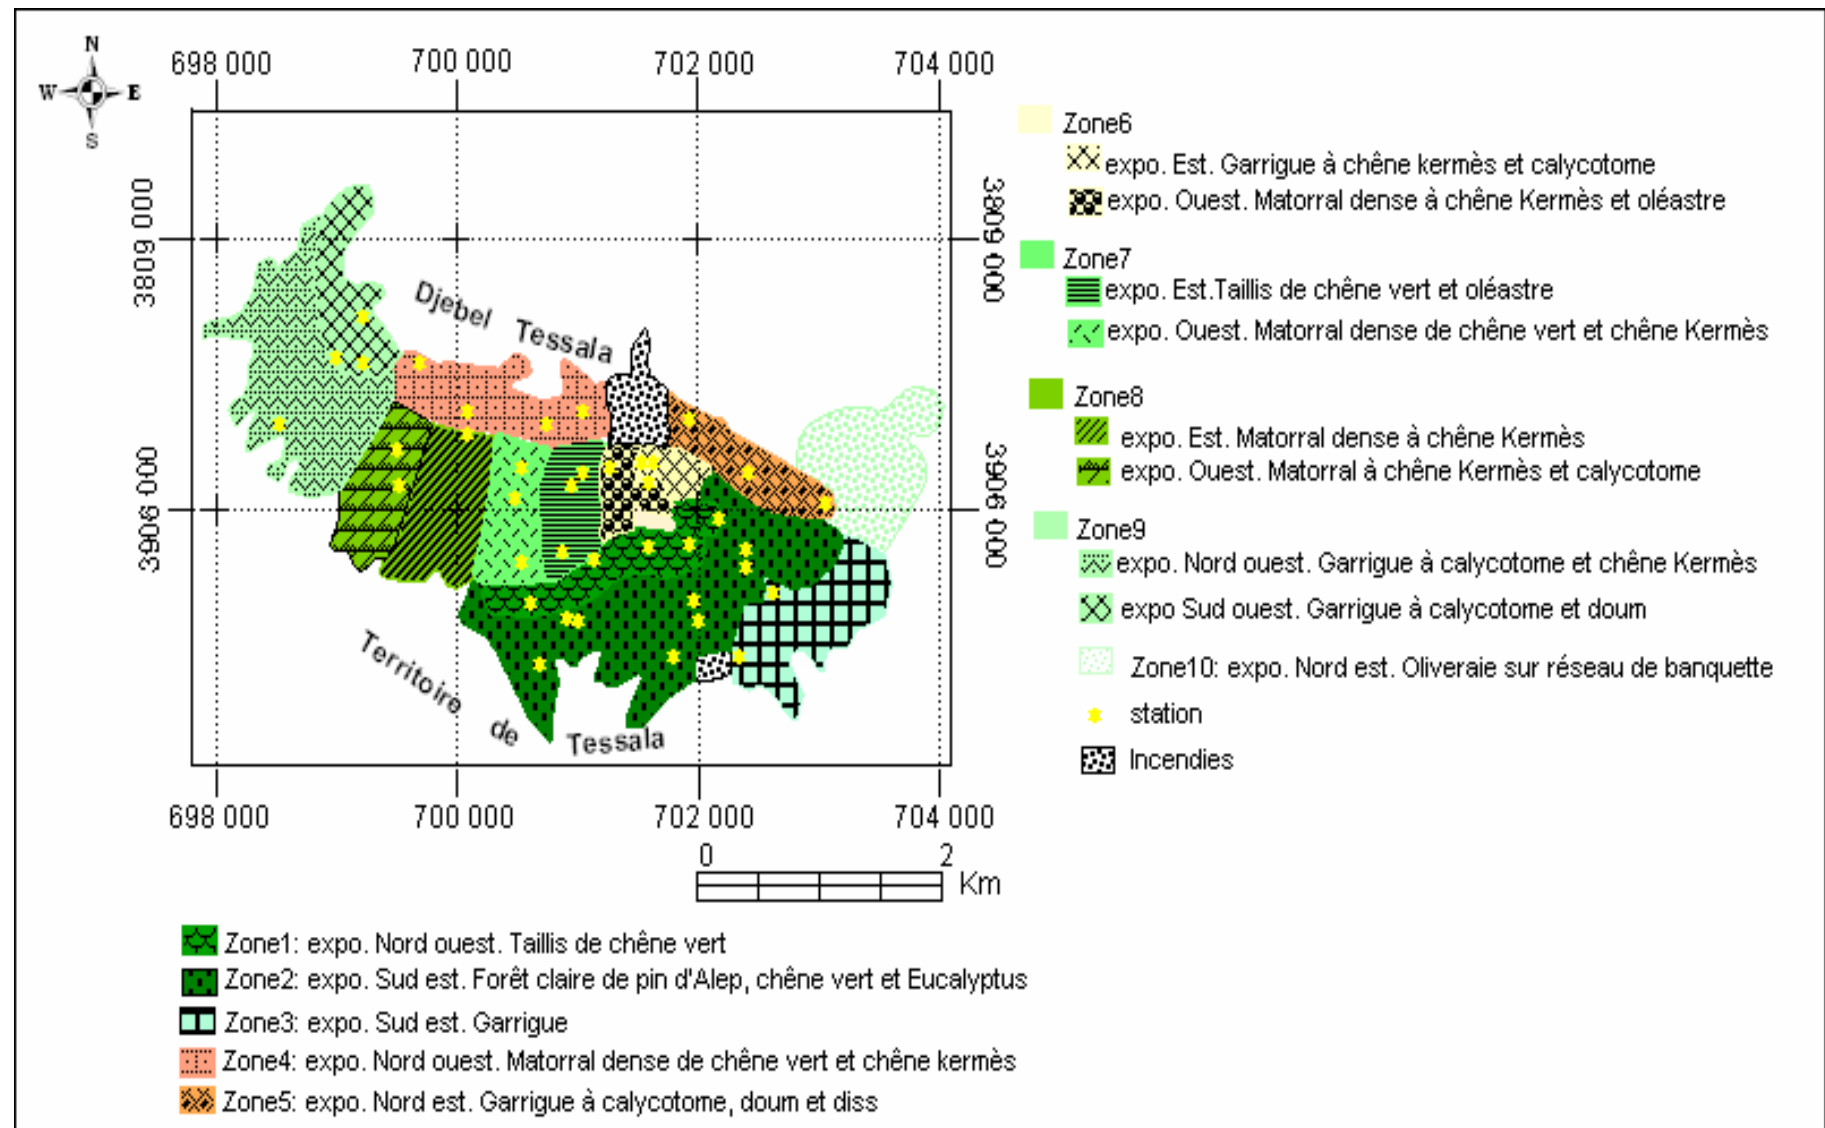 N
W E
S
698 000 700 000 702 000 704 000
3809 000
3906 000
3809 000
3906 000
Djebel Tessala
Territoire de Tessala
698 000 700 000 702 000 704 000
0 2
Km
Zone6
expo. Est. Garrigue à chêne kermès et calycotome
expo. Ouest. Matorral dense à chêne Kermès et oléastre
Zone7
expo. Est.Taillis de chêne vert et oléastre
expo. Ouest. Matorral dense de chêne vert et chêne Kermès
Zone8
expo. Est. Matorral dense à chêne Kermès
expo. Ouest. Matorral à chêne Kermès et calycotome
Zone9
expo. Nord ouest. Garrigue à calycotome et chêne Kermès
expo Sud ouest. Garrigue à calycotome et doum
Zone10: expo. Nord est. Oliveraie sur réseau de banquette
station
Incendies
Zone1: expo. Nord ouest. Taillis de chêne vert
Zone2: expo. Sud est. Forêt claire de pin d'Alep, chêne vert et Eucalyptus
Zone3: expo. Sud est. Garrigue
Zone4: expo. Nord ouest. Matorral dense de chêne vert et chêne kermès
Zone5: expo. Nord est. Garrigue à calycotome, doum et diss